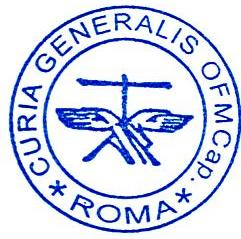 *CURIA GENERALIS OFMCap.*
ROMA